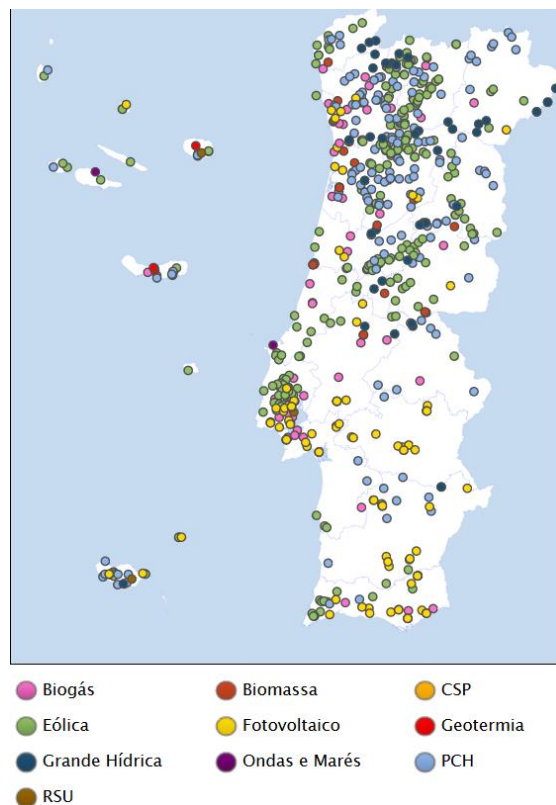 Biogás Biomassa CSP
Eólica Fotovoltaico Geotermia
Grande Hídrica Ondas e Marés PCH
RSU